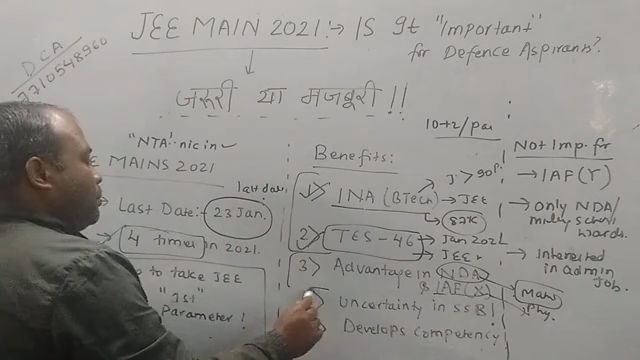 JEE MAIN 2021 :→ IS It "Important"
for Defence Aspirants?
DCA
7710548960
जरूरी या मजबूरी !!
"NTA".nic.in
MAINS 2021
last date
Last Date:→ 23 Jan.
→ 4 times in 2021.
to take JEE
"1st"
Parameter!
Benefits:
10+2/PCM
1) INA (BTech)
→ JEE
→ 87K
2) TES-46 → Jan 2021
→ JEE
3) Advantage in NDA
& IAF(X)
→ Maths
→ Phy.
Uncertainty in SSB!
Develops competency
Not Imp. for
→ IAF(Y)
→ Only NDA/
school
wards.
→ Interested
in admin
job.